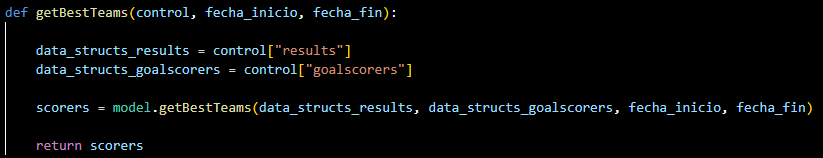 def getBestTeams(control, fecha_inicio, fecha_fin):
data_structs_results = control["results"]
data_structs_goalscorers = control["goalscorers"]
scorers = model.getBestTeams(data_structs_results, data_structs_goalscorers, fecha_inicio, fecha_fin)
return scorers